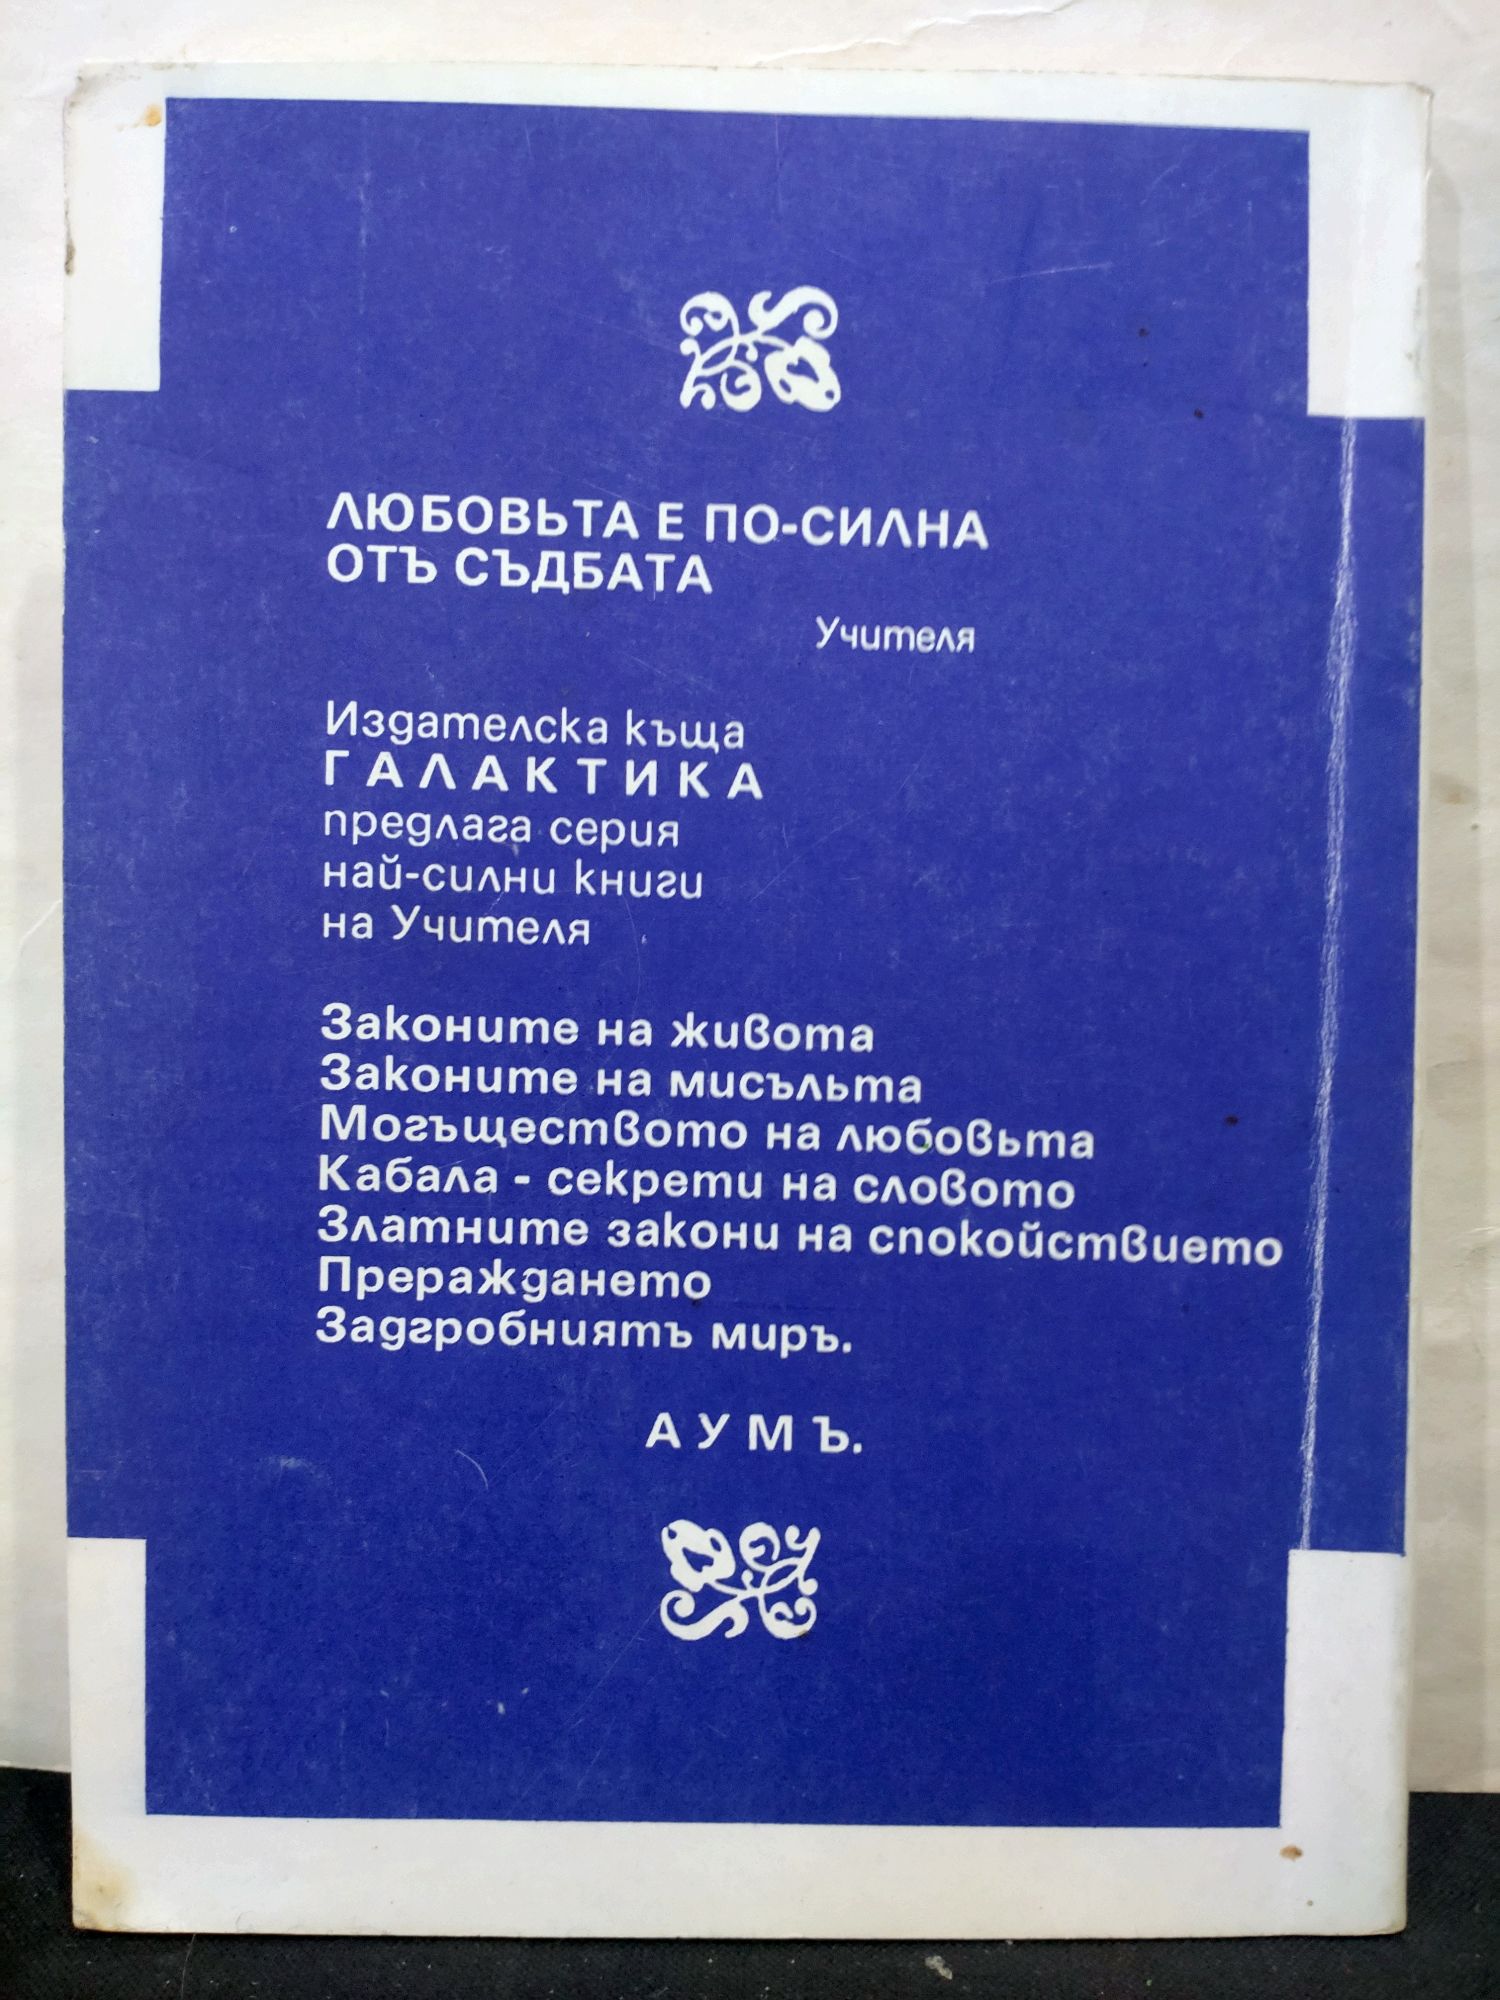 ЛЮБОВЬТА Е ПО-СИЛНА
ОТЪ СЪДБАТА
Учителя
Издателска къща
ГАЛАКТИКА
предлага серия
най-силни книги
на Учителя
Законите на живота
Законите на мисъльта
Могъществото на любовьта
Кабала - секрети на словото
Златните закони на спокойствието
Прераждането
Задгробниятъ миръ.
АУМЪ.